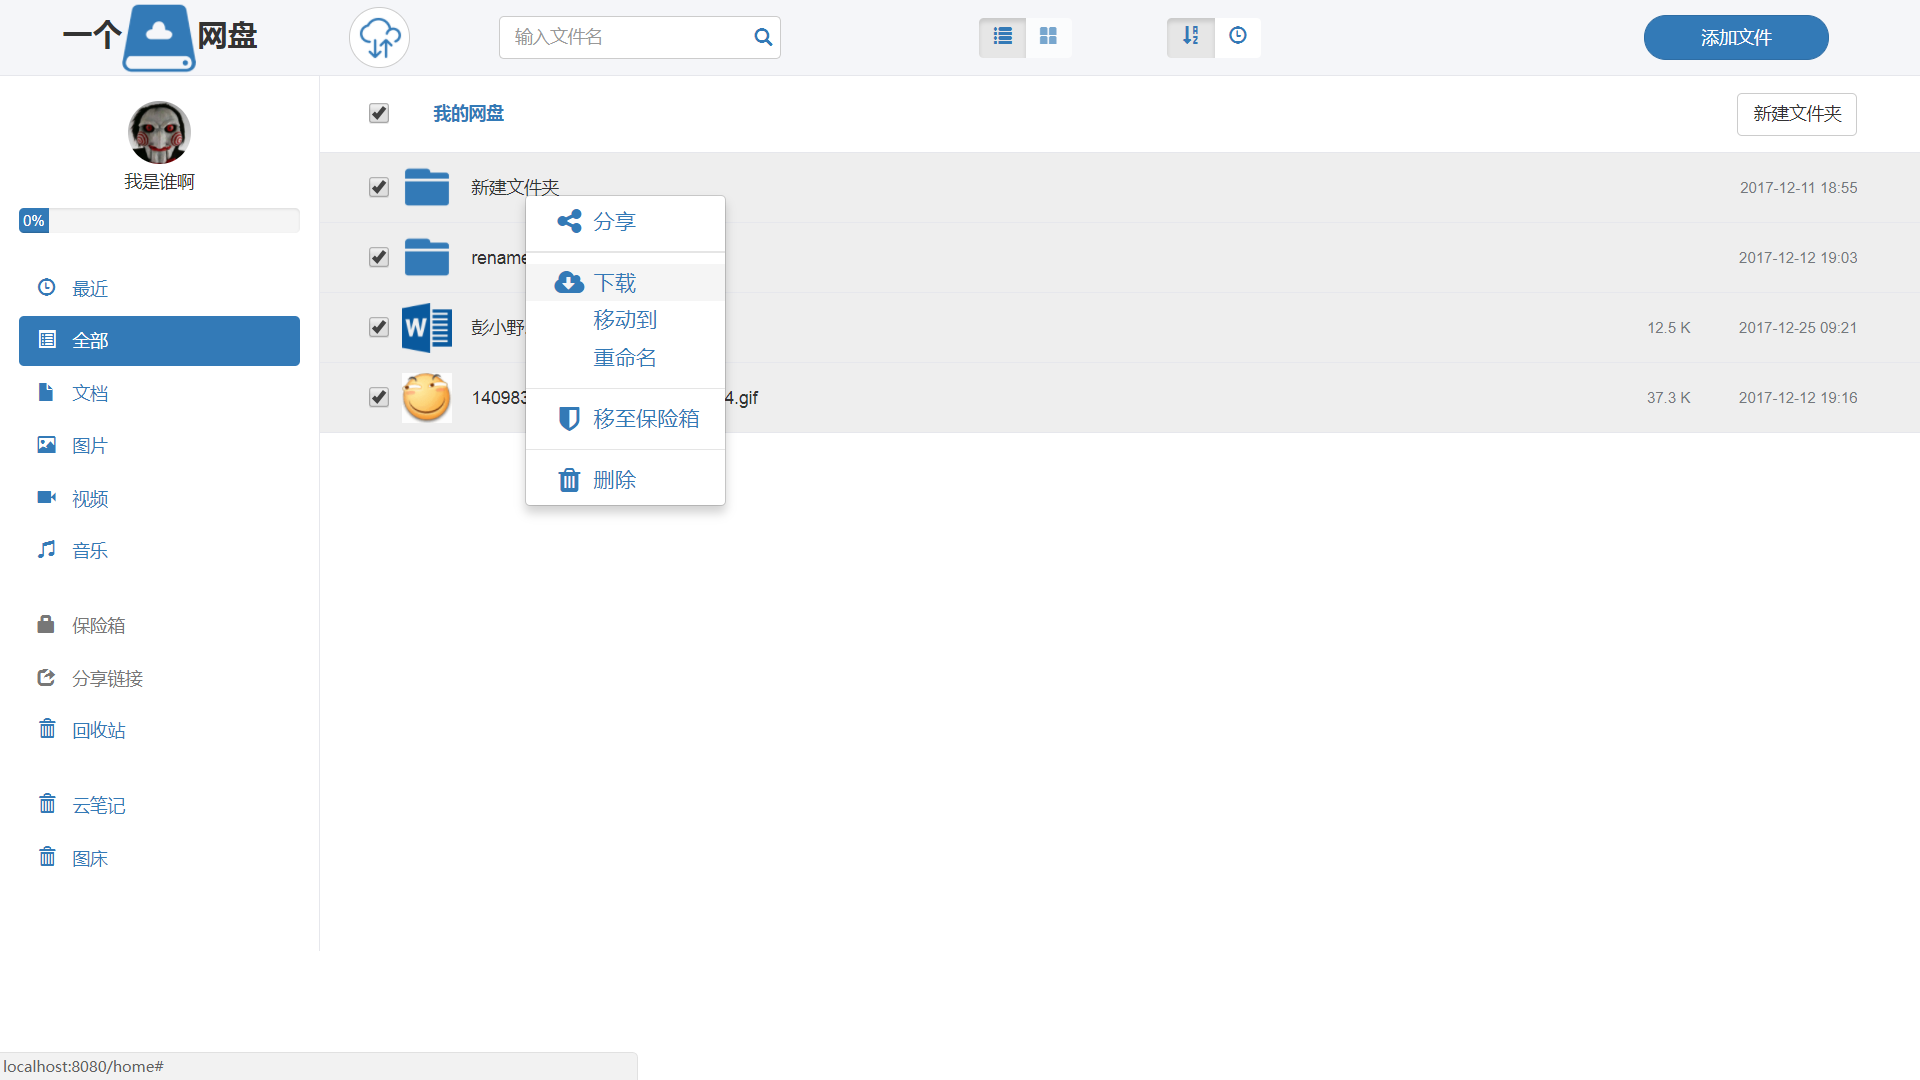 一个网盘
输入文件名
添加文件
我是谁啊
0%
最近
全部
文档
图片
视频
音乐
保险箱
分享链接
回收站
云笔记
图床
我的网盘
新建文件夹
新建文件夹 2017-12-11 18:55
rename 2017-12-12 19:03
彭小野 12.5 K 2017-12-25 09:21
140983 4.gif 37.3 K 2017-12-12 19:16
分享
下载
移动到
重命名
移至保险箱
删除
localhost:8080/home#